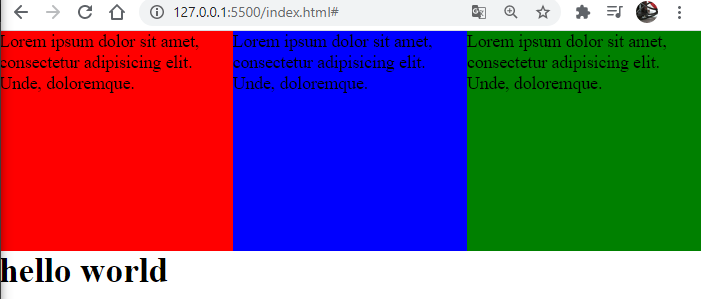 127.0.0.1:5500/index.html#
Lorem ipsum dolor sit amet,
consectetur adipisicing elit.
Unde, doloremque.
Lorem ipsum dolor sit amet,
consectetur adipisicing elit.
Unde, doloremque.
Lorem ipsum dolor sit amet,
consectetur adipisicing elit.
Unde, doloremque.
hello world